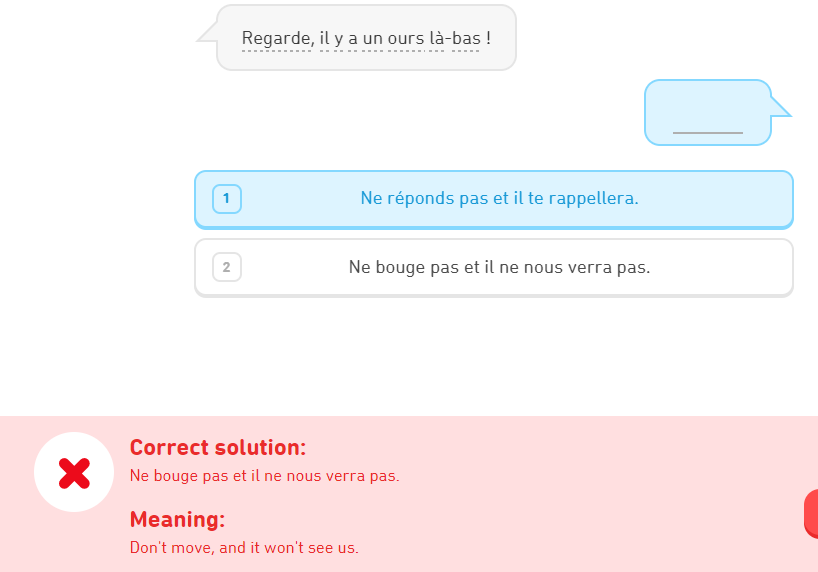 Regarde, il y a un ours là-bas !
1 Ne réponds pas et il te rappellera.
2 Ne bouge pas et il ne nous verra pas.
Correct solution:
Ne bouge pas et il ne nous verra pas.
Meaning:
Don't move, and it won't see us.